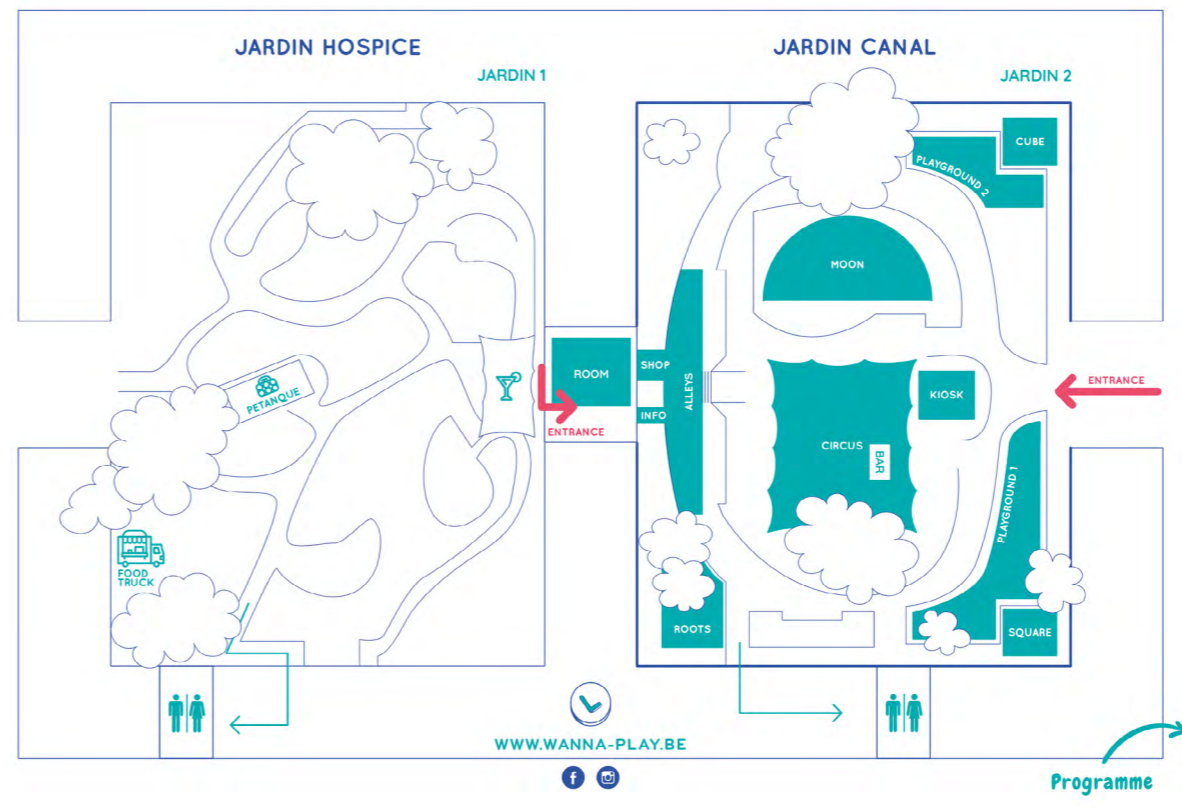 JARDIN HOSPICE
JARDIN CANAL
JARDIN 1
JARDIN 2
CUBE
PLAYGROUND 2
MOON
SHOP
ROOM
ALLEYS
ENTRANCE
KIOSK
PETANQUE
INFO
ENTRANCE
CIRCUS
BAR
PLAYGROUND 1
FOOD
TRUCK
ROOTS
SQUARE
WWW.WANNA-PLAY.BE
f
Programme